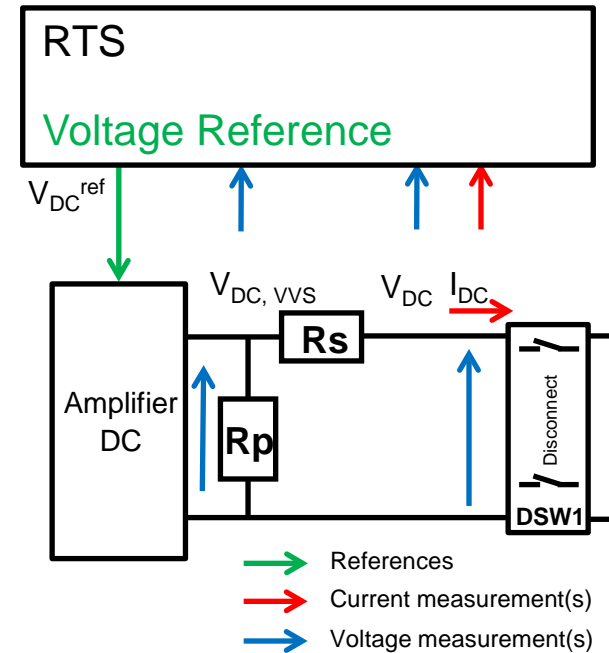 RTS
Voltage Reference
V_DC^ref
V_DC, VVS V_DC I_DC
Rs
Amplifier
DC
Rp
Disconnect
DSW1
References
Current measurement(s)
Voltage measurement(s)